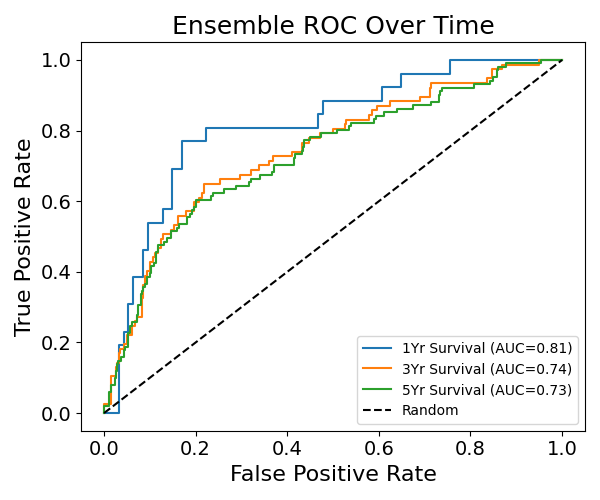 Ensemble ROC Over Time
True Positive Rate
1.0
0.8
0.6
0.4
0.2
0.0
0.0 0.2 0.4 0.6 0.8 1.0
False Positive Rate
1Yr Survival (AUC=0.81)
3Yr Survival (AUC=0.74)
5Yr Survival (AUC=0.73)
Random